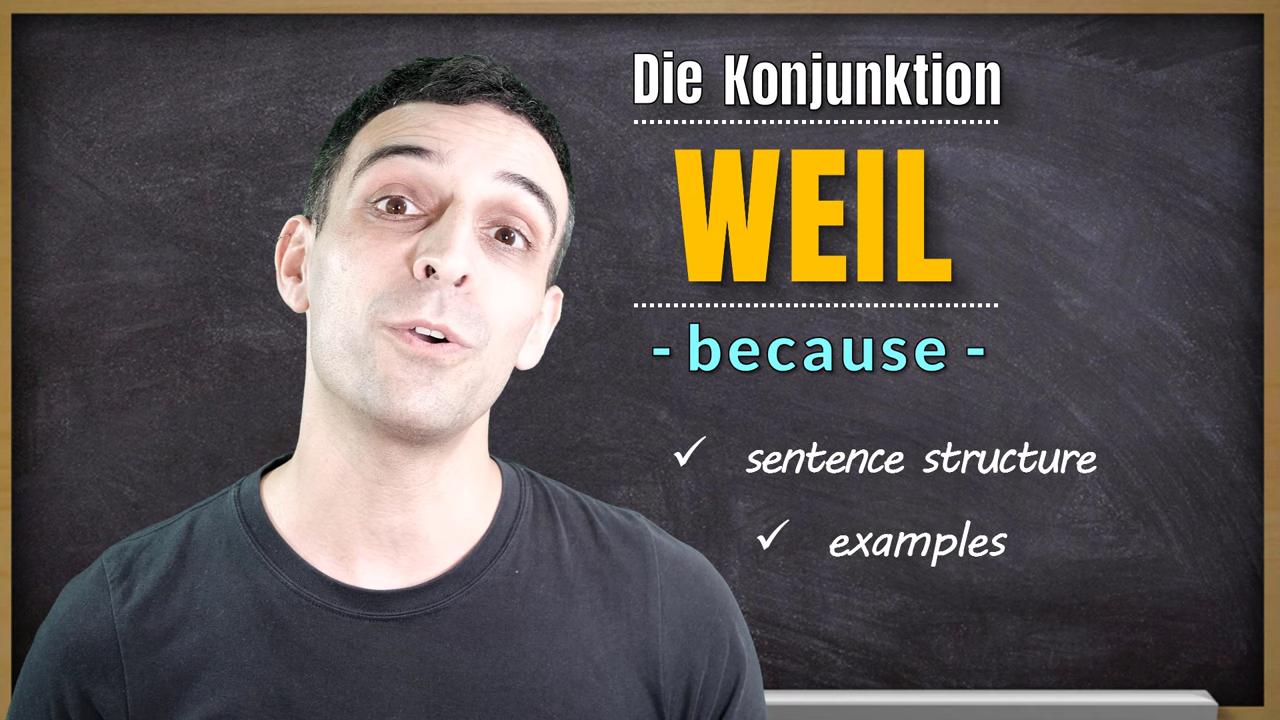 Die Konjunktion
WEIL
- because -
✓ sentence structure
✓ examples